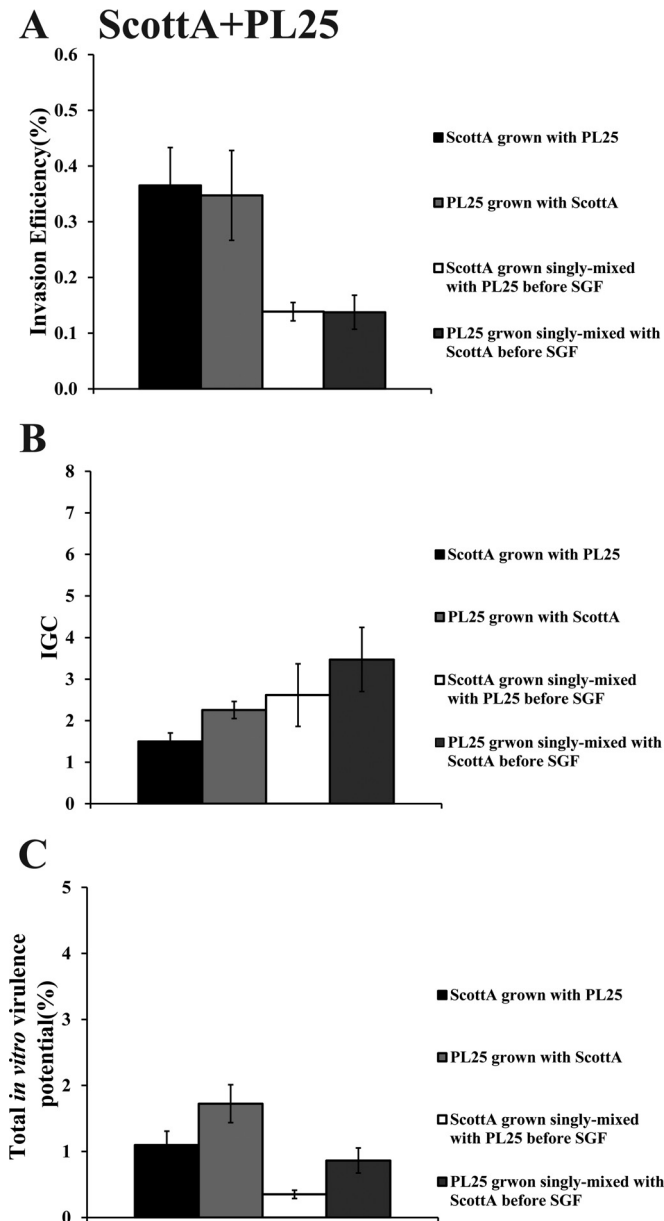 A ScottA+PL25
Invasion Efiiciency(%)
0.6
0.5
0.4
0.3
0.2
0.1
0.0
ScottA grown with PL25
PL25 grown with ScottA
ScottA grown singly-mixed
with PL25 before SGF
PL25 grwon singly-mixed with
ScottA before SGF
B
IGC
8
7
6
5
4
3
2
1
0
ScottA grown with PL25
PL25 grown with ScottA
ScottA grown singly-mixed
with PL25 before SGF
PL25 grwon singly-mixed with
ScottA before SGF
C
Total in vitro virulence
potential(%)
5
4
3
2
1
0
ScottA grown with PL25
PL25 grown with ScottA
ScottA grown singly-mixed
with PL25 before SGF
PL25 grwon singly-mixed with
ScottA before SGF